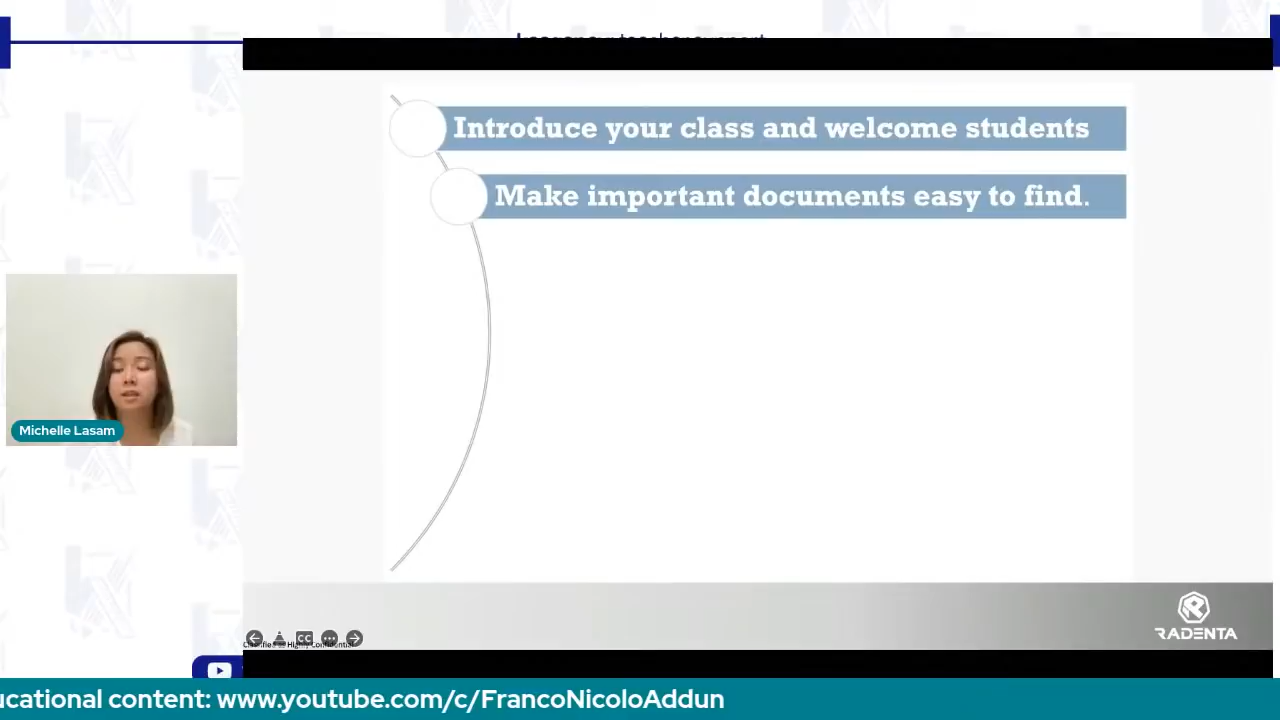 Introduce your class and welcome students
Make important documents easy to find.
Michelle Lasam
CC
RADENTA
ucational content: www.youtube.com/c/FrancoNicoloAddun